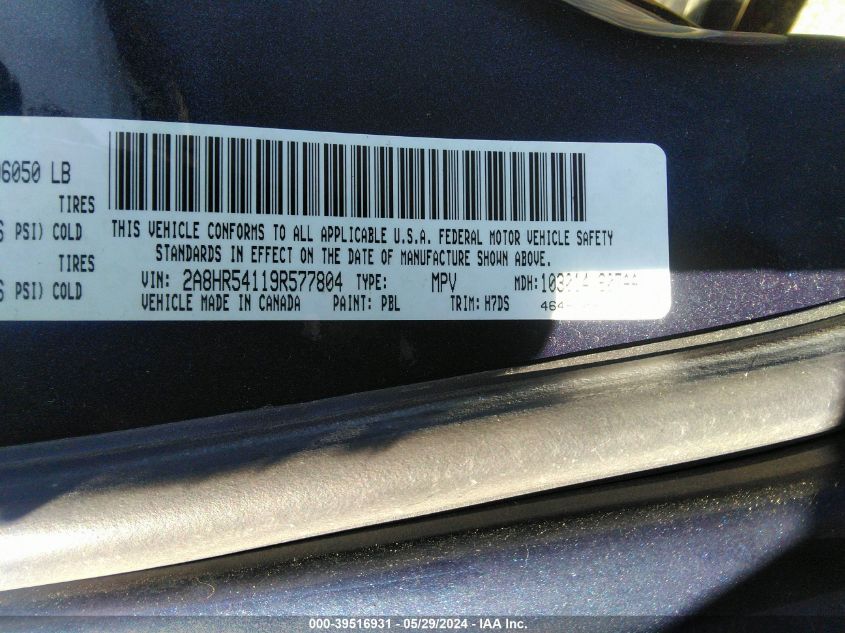 06050 LB
TIRES
PSI) COLD
TIRES
PSI) COLD
THIS VEHICLE CONFORMS TO ALL APPLICABLE U.S.A. FEDERAL MOTOR VEHICLE SAFETY
STANDARDS IN EFFECT ON THE DATE OF MANUFACTURE SHOWN ABOVE.
VIN: 2A8HR54119R577804 TYPE: MPV MDH:
VEHICLE MADE IN CANADA PAINT: PBL TRIM: H7DS
000-39516931 - 05/29/2024 - IAA Inc.